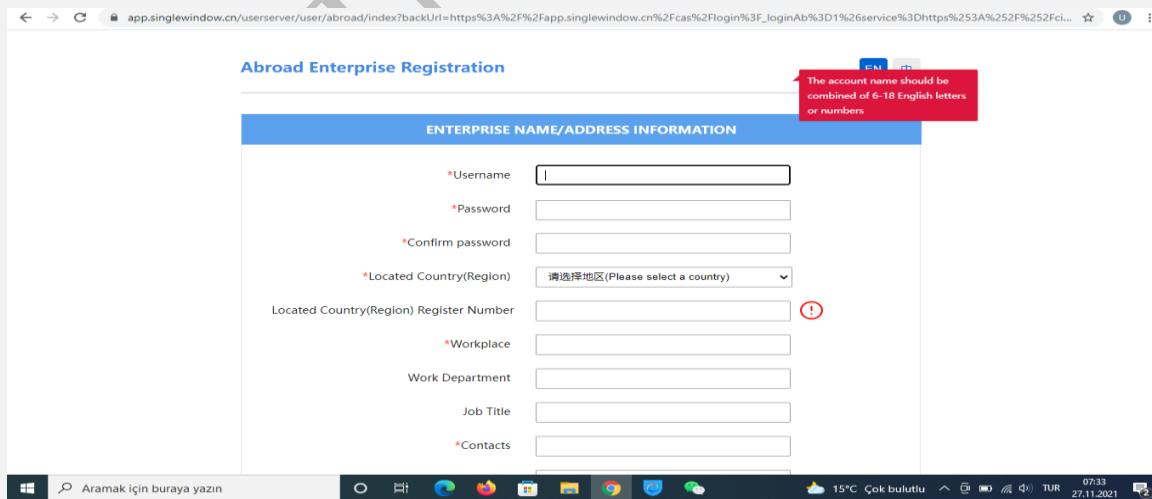 app.singlewindow.cn/userserver/user/abroad/index?backUrl=https%3A%2F%2Fapp.singlewindow.cn%2Fcas%2Flogin%3F_loginAb%3D1%26service%3Dhttps%253A%252F%252Fci...
U
Abroad Enterprise Registration
EN 中
The account name should be
combined of 6-18 English letters
or numbers
ENTERPRISE NAME/ADDRESS INFORMATION
*Username
*Password
*Confirm password
*Located Country(Region) 请选择地区(Please select a country)
Located Country(Region) Register Number
*Workplace
Work Department
Job Title
*Contacts
Aramak için buraya yazın
15°C Çok bulutlu
TUR
07:33
27.11.2021
2